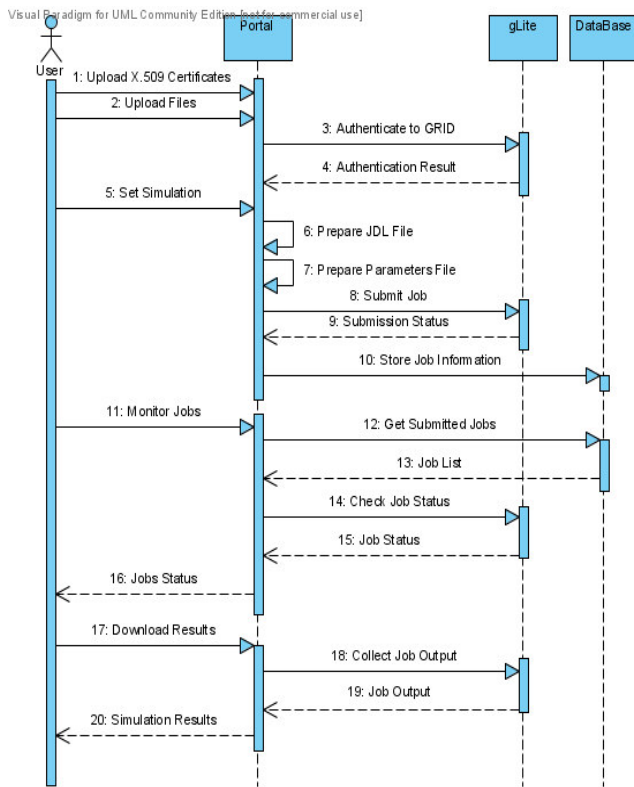 Visual Paradigm for UML Community Edition [not for commercial use]
Portal
gLite
DataBase
User
1: Upload X.509 Certificates
2: Upload Files
3: Authenticate to GRID
4: Authentication Result
5: Set Simulation
6: Prepare JDL File
7: Prepare Parameters File
8: Submit Job
9: Submission Status
10: Store Job Information
11: Monitor Jobs
12: Get Submitted Jobs
13: Job List
14: Check Job Status
15: Job Status
16: Jobs Status
17: Download Results
18: Collect Job Output
19: Job Output
20: Simulation Results